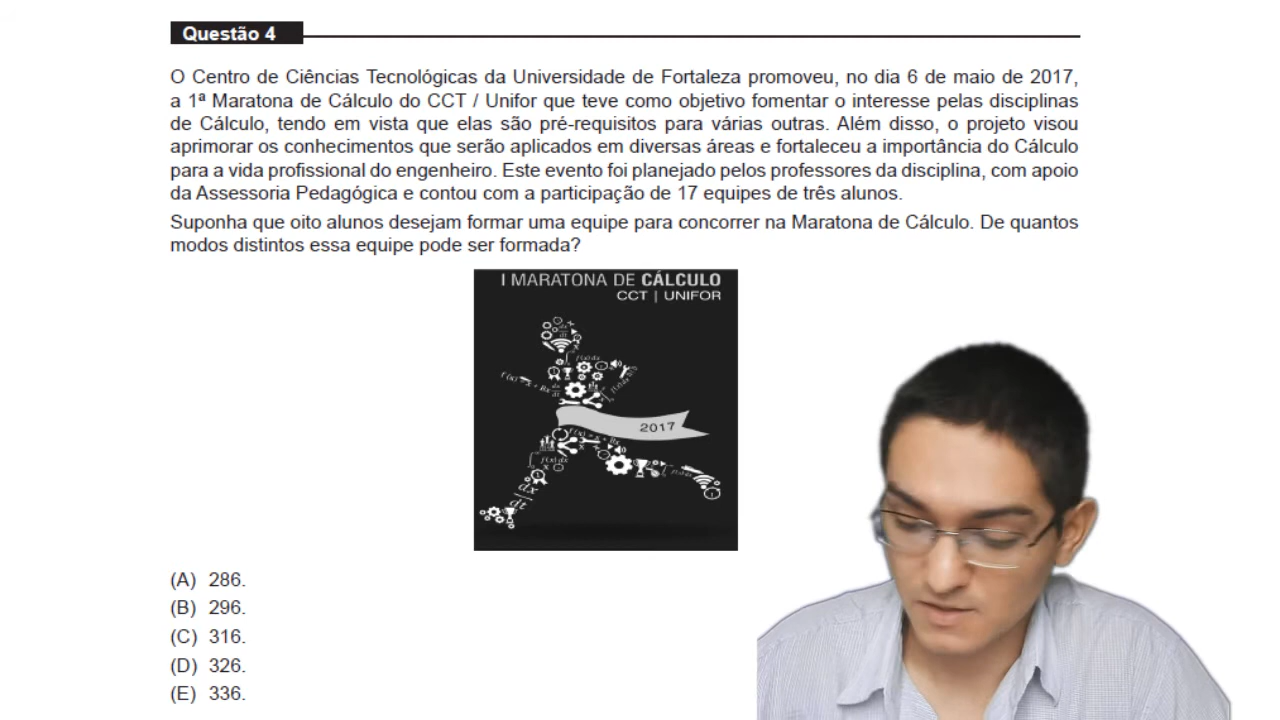 Questão 4
O Centro de Ciências Tecnológicas da Universidade de Fortaleza promoveu, no dia 6 de maio de 2017,
a 1ª Maratona de Cálculo do CCT / Unifor que teve como objetivo fomentar o interesse pelas disciplinas
de Cálculo, tendo em vista que elas são pré-requisitos para várias outras. Além disso, o projeto visou
aprimorar os conhecimentos que serão aplicados em diversas áreas e fortaleceu a importância do Cálculo
para a vida profissional do engenheiro. Este evento foi planejado pelos professores da disciplina, com apoio
da Assessoria Pedagógica e contou com a participação de 17 equipes de três alunos.
Suponha que oito alunos desejam formar uma equipe para concorrer na Maratona de Cálculo. De quantos
modos distintos essa equipe pode ser formada?
I MARATONA DE CÁLCULO
CCT | UNIFOR
2017
dx
dt
(A) 286.
(B) 296.
(C) 316.
(D) 326.
(E) 336.